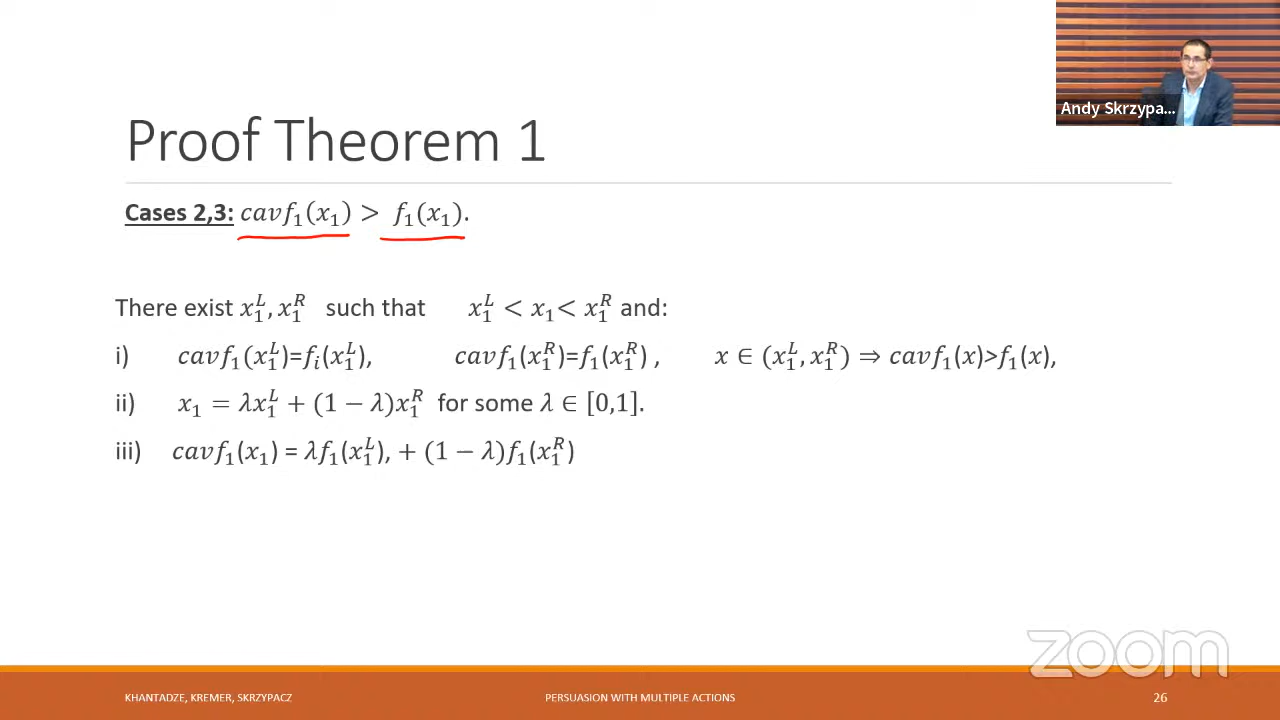 Andy Skrzypa...
Proof Theorem 1
Cases 2,3: cavf₁(x₁) > f₁(x₁).
There exist x₁ᴸ, x₁ᴿ such that x₁ᴸ < x₁< x₁ᴿ and:
i) cavf₁(x₁ᴸ)=fᵢ(x₁ᴸ), cavf₁(x₁ᴿ)=f₁(x₁ᴿ) , x ∈ (x₁ᴸ, x₁ᴿ) ⇒ cavf₁(x)>f₁(x),
ii) x₁ = λx₁ᴸ + (1 − λ)x₁ᴿ for some λ ∈ [0,1].
iii) cavf₁(x₁) = λf₁(x₁ᴸ), + (1 − λ)f₁(x₁ᴿ)
zoom
KHANTADZE, KREMER, SKRZYPACZ
PERSUASION WITH MULTIPLE ACTIONS
26